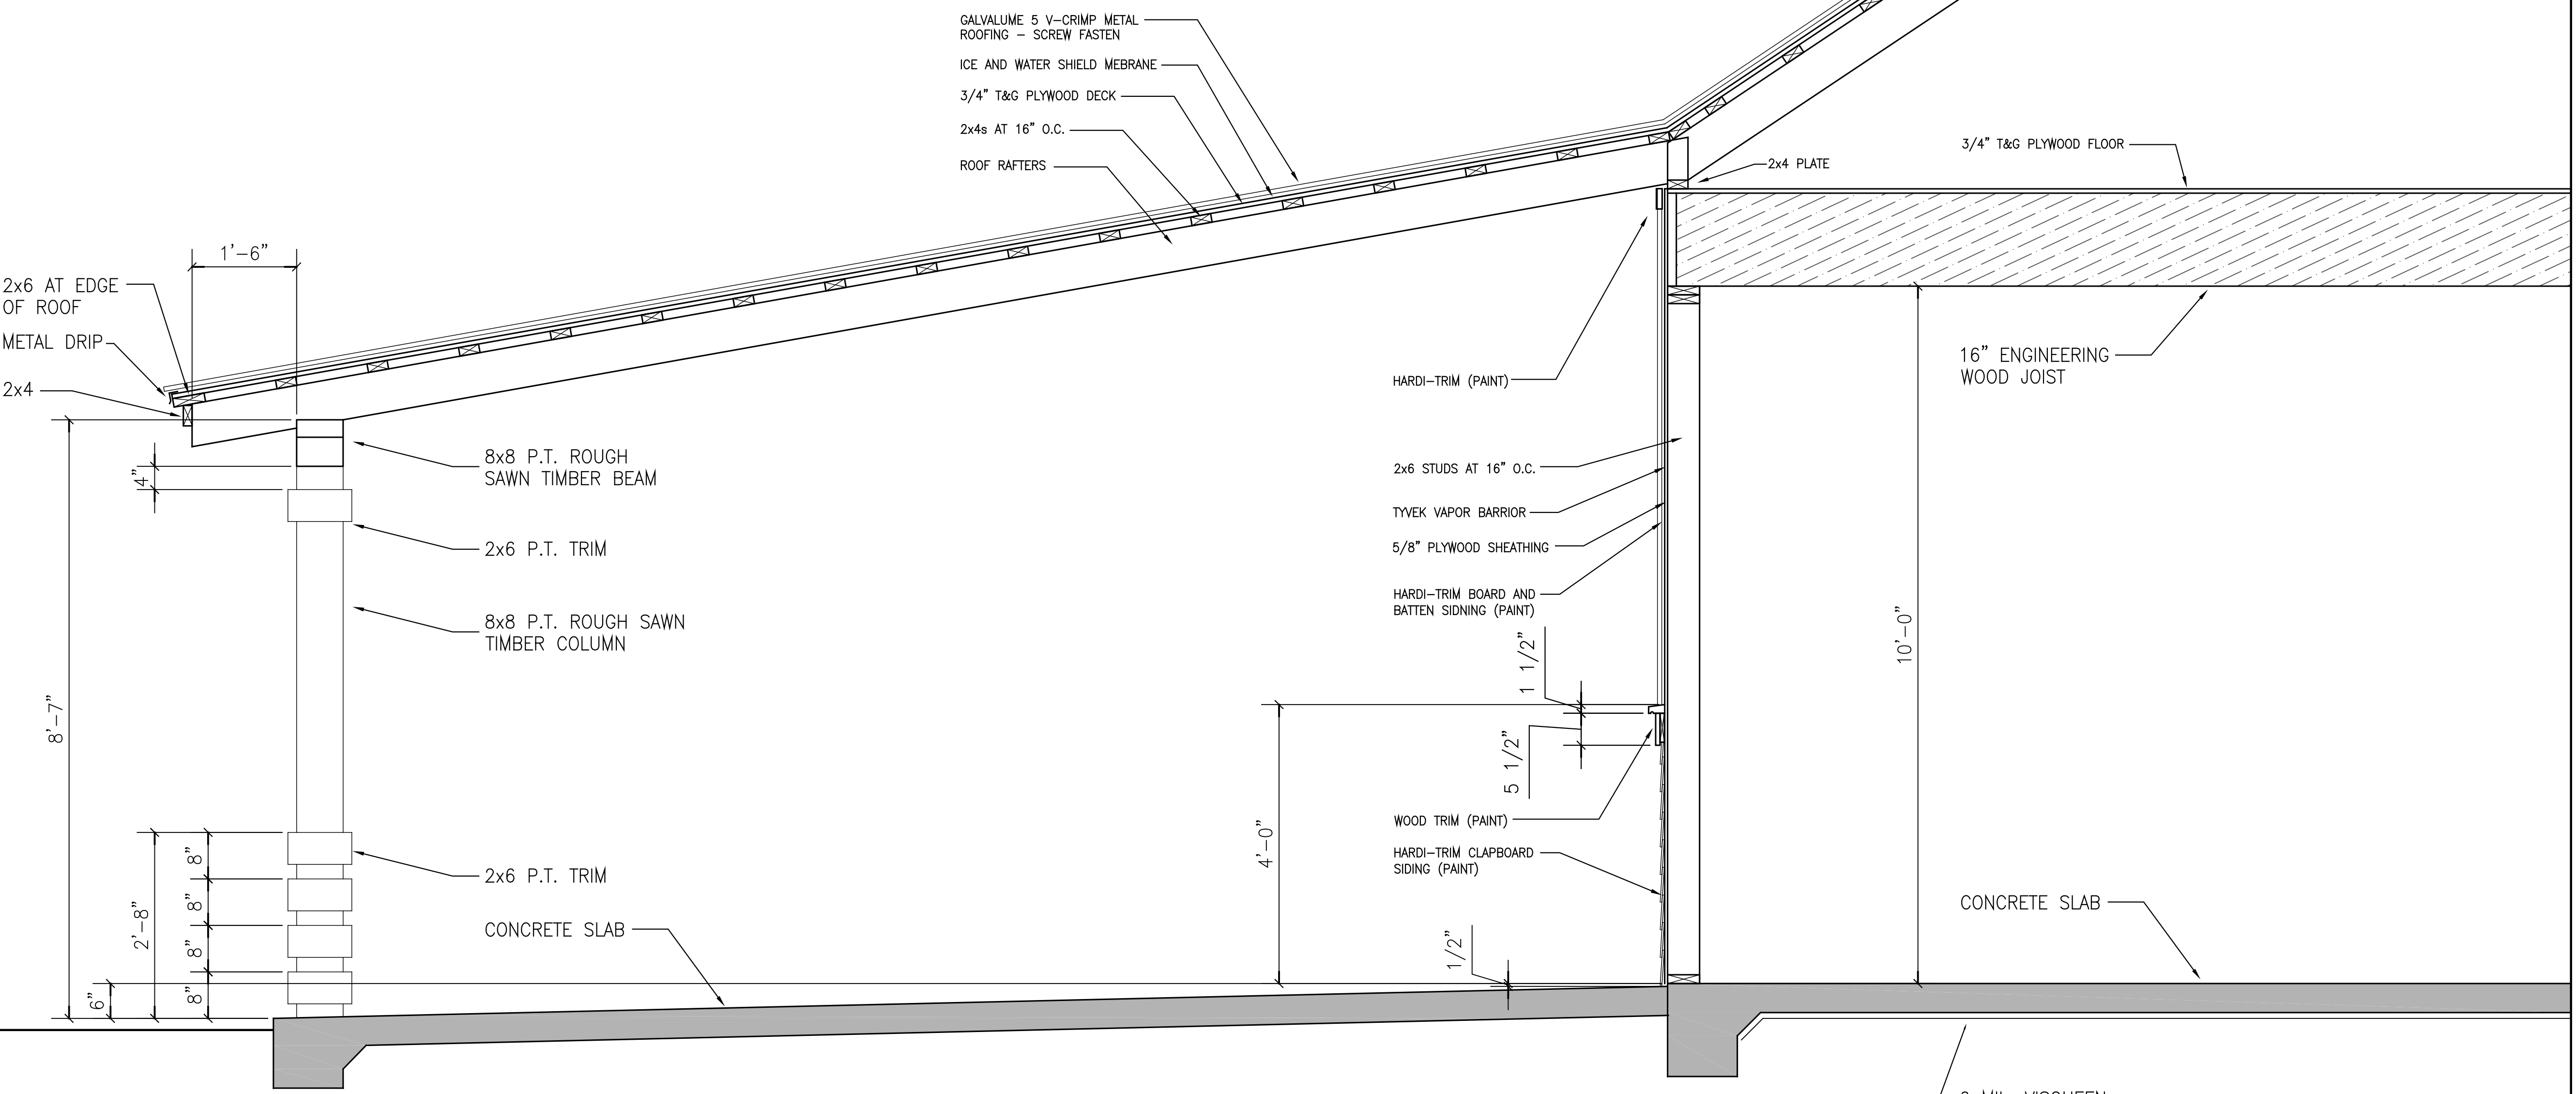 GALVALUME 5 V-CRIMP METAL
ROOFING - SCREW FASTEN
ICE AND WATER SHIELD MEBRANE
3/4" T&G PLYWOOD DECK
2x4s AT 16" O.C.
ROOF RAFTERS
2x4 PLATE
3/4" T&G PLYWOOD FLOOR
1'-6"
2x6 AT EDGE
OF ROOF
METAL DRIP
2x4
8'-7"
4"
8x8 P.T. ROUGH
SAWN TIMBER BEAM
2x6 P.T. TRIM
8x8 P.T. ROUGH SAWN
TIMBER COLUMN
2x6 P.T. TRIM
CONCRETE SLAB
2'-8"
8"
8"
8"
8"
6"
HARDI-TRIM (PAINT)
2x6 STUDS AT 16" O.C.
TYVEK VAPOR BARRIOR
5/8" PLYWOOD SHEATHING
HARDI-TRIM BOARD AND
BATTEN SIDNING (PAINT)
1 1/2"
5 1/2"
4'-0"
WOOD TRIM (PAINT)
HARDI-TRIM CLAPBOARD
SIDING (PAINT)
1/2"
16" ENGINEERING
WOOD JOIST
10'-0"
CONCRETE SLAB
MIL VISQUEEN